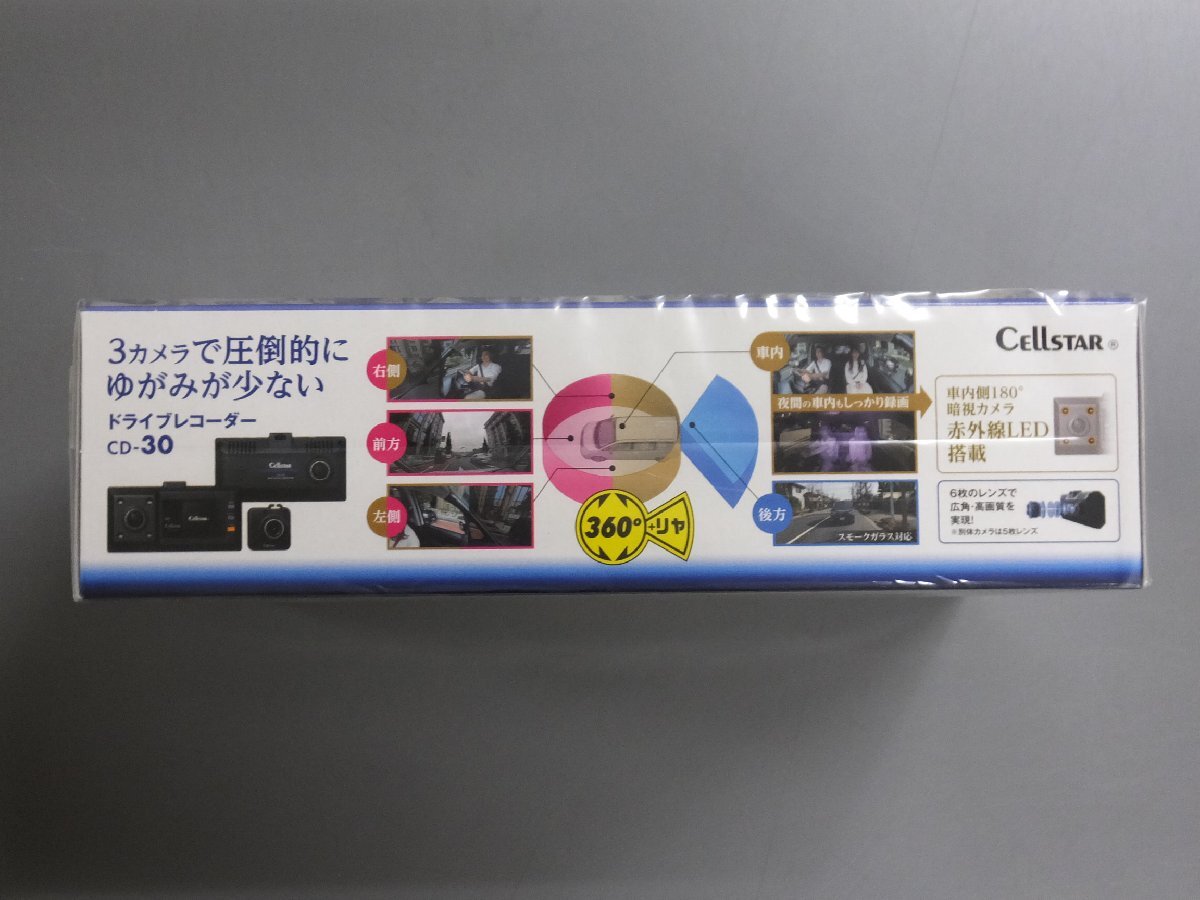 3カメラで圧倒的に
ゆがみが少ない
ドライブレコーダー
CD-30
Cellstar
Cellstar
右側
前方
左側
360°
+リヤ
車内
夜間の車内もしっかり録画
後方
スモークガラス対応
CELLSTAR®
車内側180°
暗視カメラ
赤外線LED
搭載
6枚のレンズで
広角・高画質を
実現!
※別体カメラは5枚レンズ